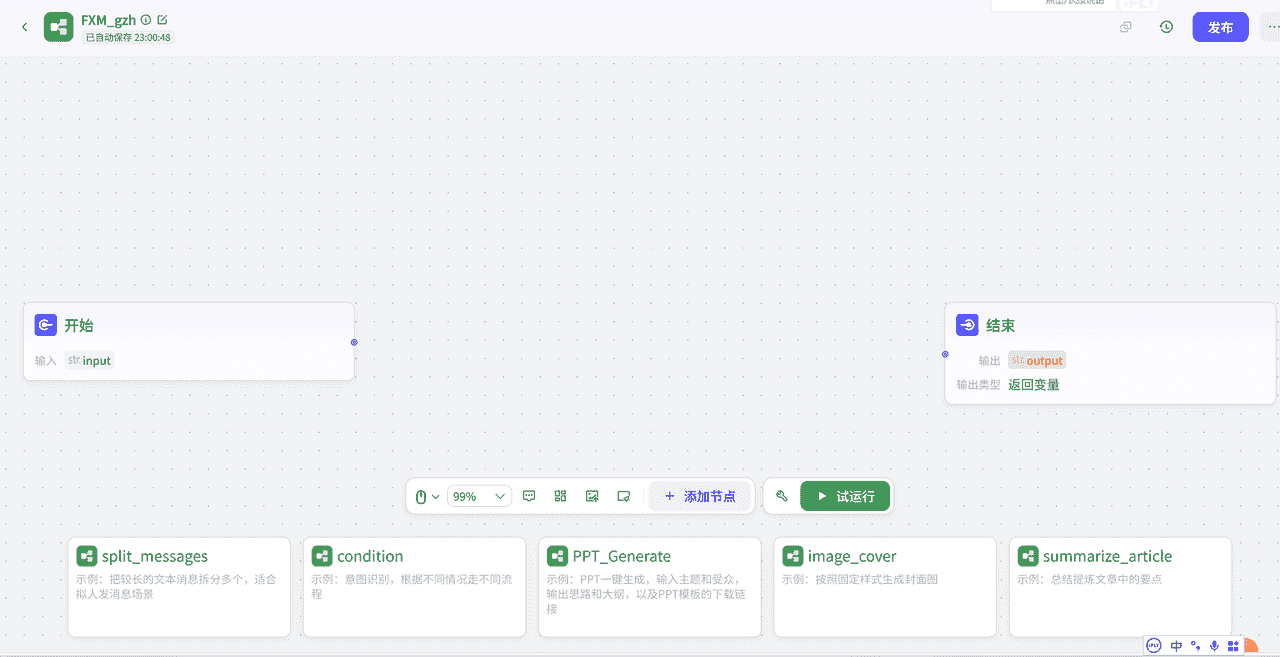 FXM_gzh
已自动保存 23:00:48
发布
开始
输入 str. input
结束
输出 str. output
输出类型 返回变量
99%
添加节点
试运行
split_messages
示例：把较长的文本消息拆分多个，适合
拟人发消息场景
condition
示例：意图识别，根据不同情况走不同流
程
PPT_Generate
示例：PPT一键生成，输入主题和受众，
输出思路和大纲，以及PPT模板的下载链
接
image_cover
示例：按照固定样式生成封面图
summarize_article
示例：总结提炼文章中的要点
iFLY 中